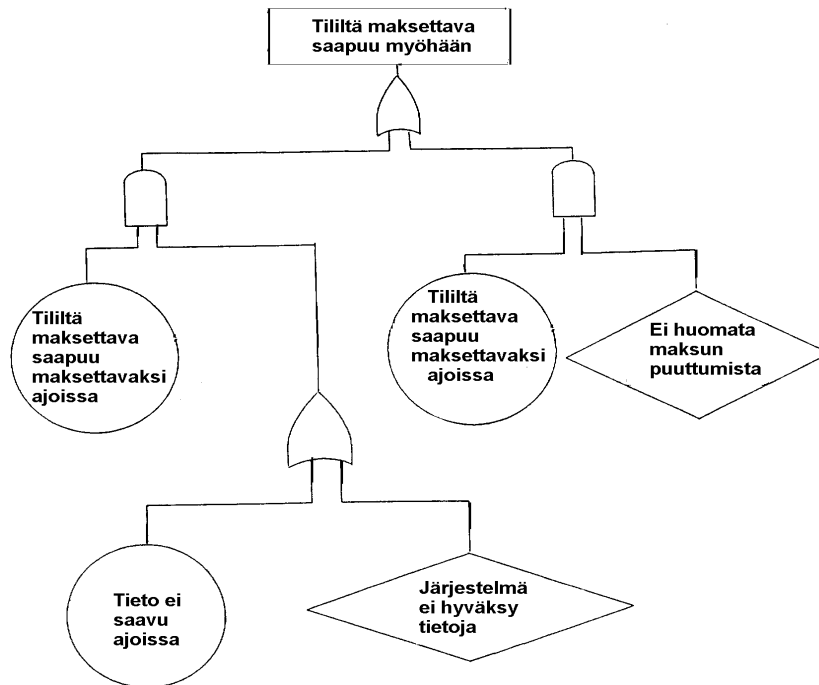 Tililtä maksettava
saapuu myöhään
Tililtä
maksettava
saapuu
maksettavaksi
ajoissa
Tililtä
maksettava
saapuu
maksettavaksi
ajoissa
Ei huomata
maksun
puuttumista
Tieto ei
saavu
ajoissa
Järjestelmä
ei hyväksy
tietoja